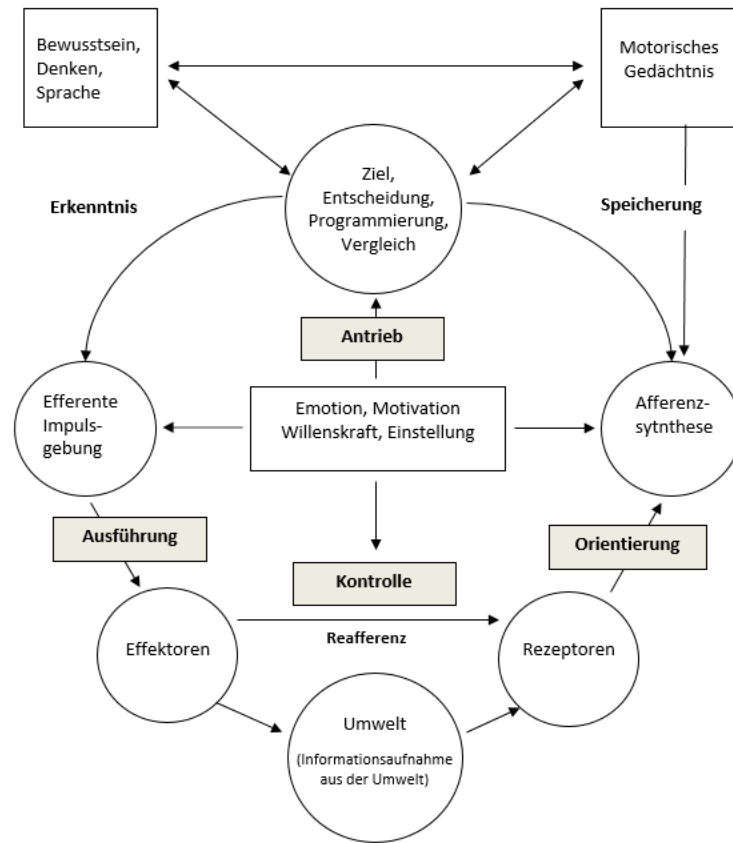 Bewusstsein,
Denken,
Sprache
Motorisches
Gedächtnis
Ziel,
Entscheidung,
Programmierung,
Vergleich
Erkenntnis
Speicherung
Antrieb
Efferente
Impuls-
gebung
Emotion, Motivation
Willenskraft, Einstellung
Afferenz-
sytnthese
Ausführung
Orientierung
Kontrolle
Effektoren
Reafferenz
Rezeptoren
Umwelt
(Informationsaufnahme
aus der Umwelt)